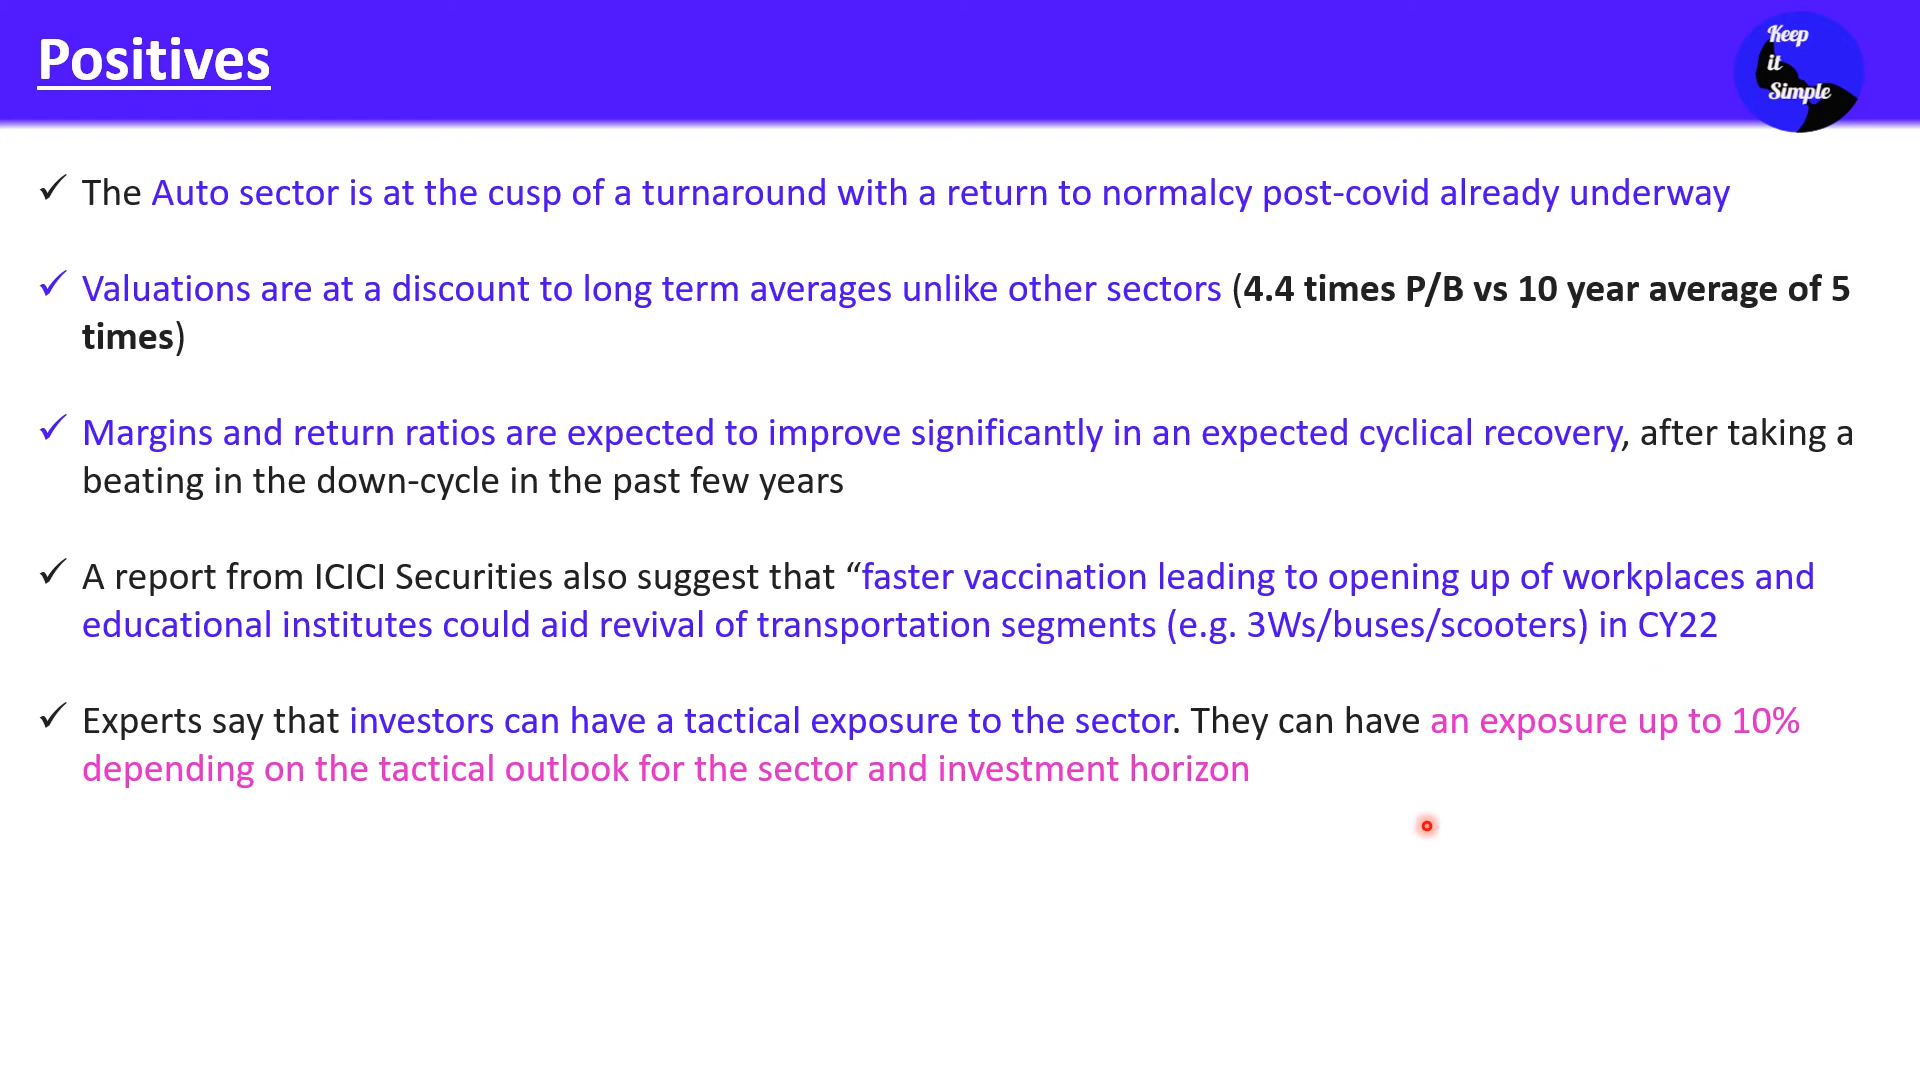 Positives
Keep
it
Simple
✓ The Auto sector is at the cusp of a turnaround with a return to normalcy post-covid already underway
✓ Valuations are at a discount to long term averages unlike other sectors (4.4 times P/B vs 10 year average of 5
times)
✓ Margins and return ratios are expected to improve significantly in an expected cyclical recovery, after taking a
beating in the down-cycle in the past few years
✓ A report from ICICI Securities also suggest that “faster vaccination leading to opening up of workplaces and
educational institutes could aid revival of transportation segments (e.g. 3Ws/buses/scooters) in CY22
✓ Experts say that investors can have a tactical exposure to the sector. They can have an exposure up to 10%
depending on the tactical outlook for the sector and investment horizon